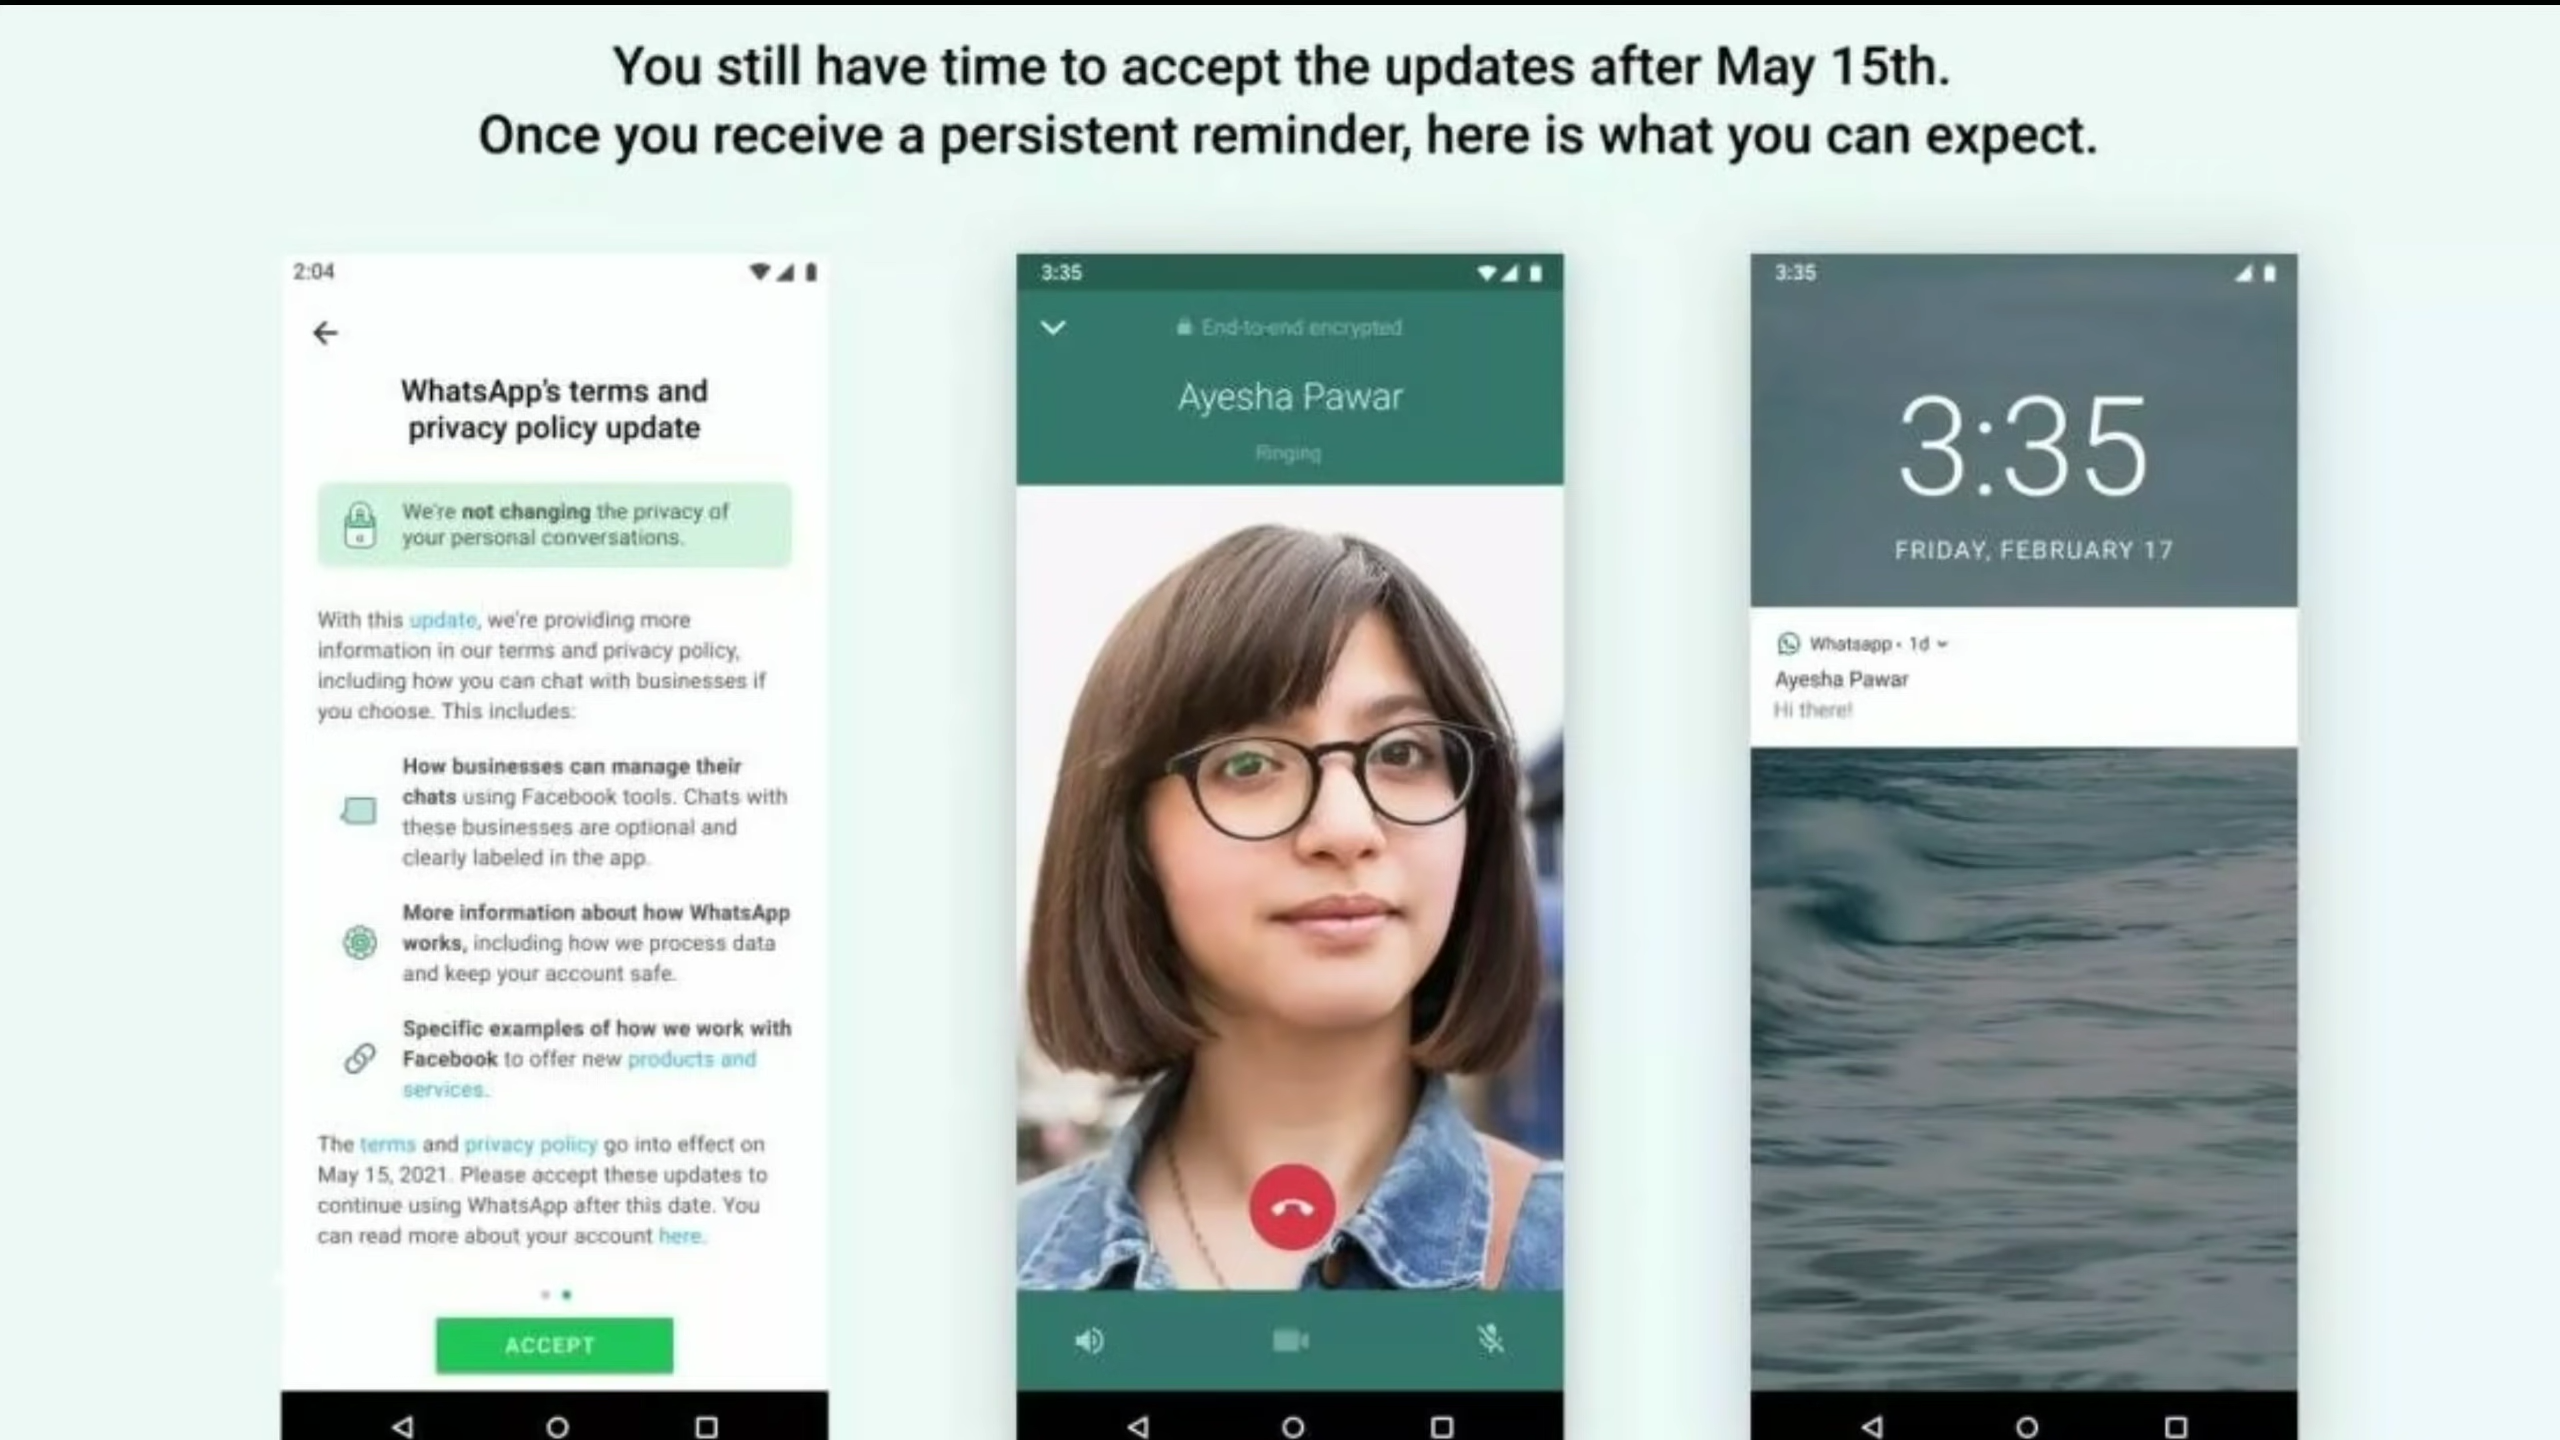 You still have time to accept the updates after May 15th.
Once you receive a persistent reminder, here is what you can expect.
2:04
WhatsApp's terms and
privacy policy update
We're not changing the privacy of
your personal conversations.
With this update, we're providing more
information in our terms and privacy policy,
including how you can chat with businesses if
you choose. This includes:
How businesses can manage their
chats using Facebook tools. Chats with
these businesses are optional and
clearly labeled in the app.
More information about how WhatsApp
works, including how we process data
and keep your account safe.
Specific examples of how we work with
Facebook to offer new products and
services.
The terms and privacy policy go into effect on
May 15, 2021. Please accept these updates to
continue using WhatsApp after this date. You
can read more about your account here.
ACCEPT
3:35
End-to-end encrypted
Ayesha Pawar
Ringing
3:35
3:35
FRIDAY, FEBRUARY 17
Whatsapp • 1d
Ayesha Pawar
Hi there!